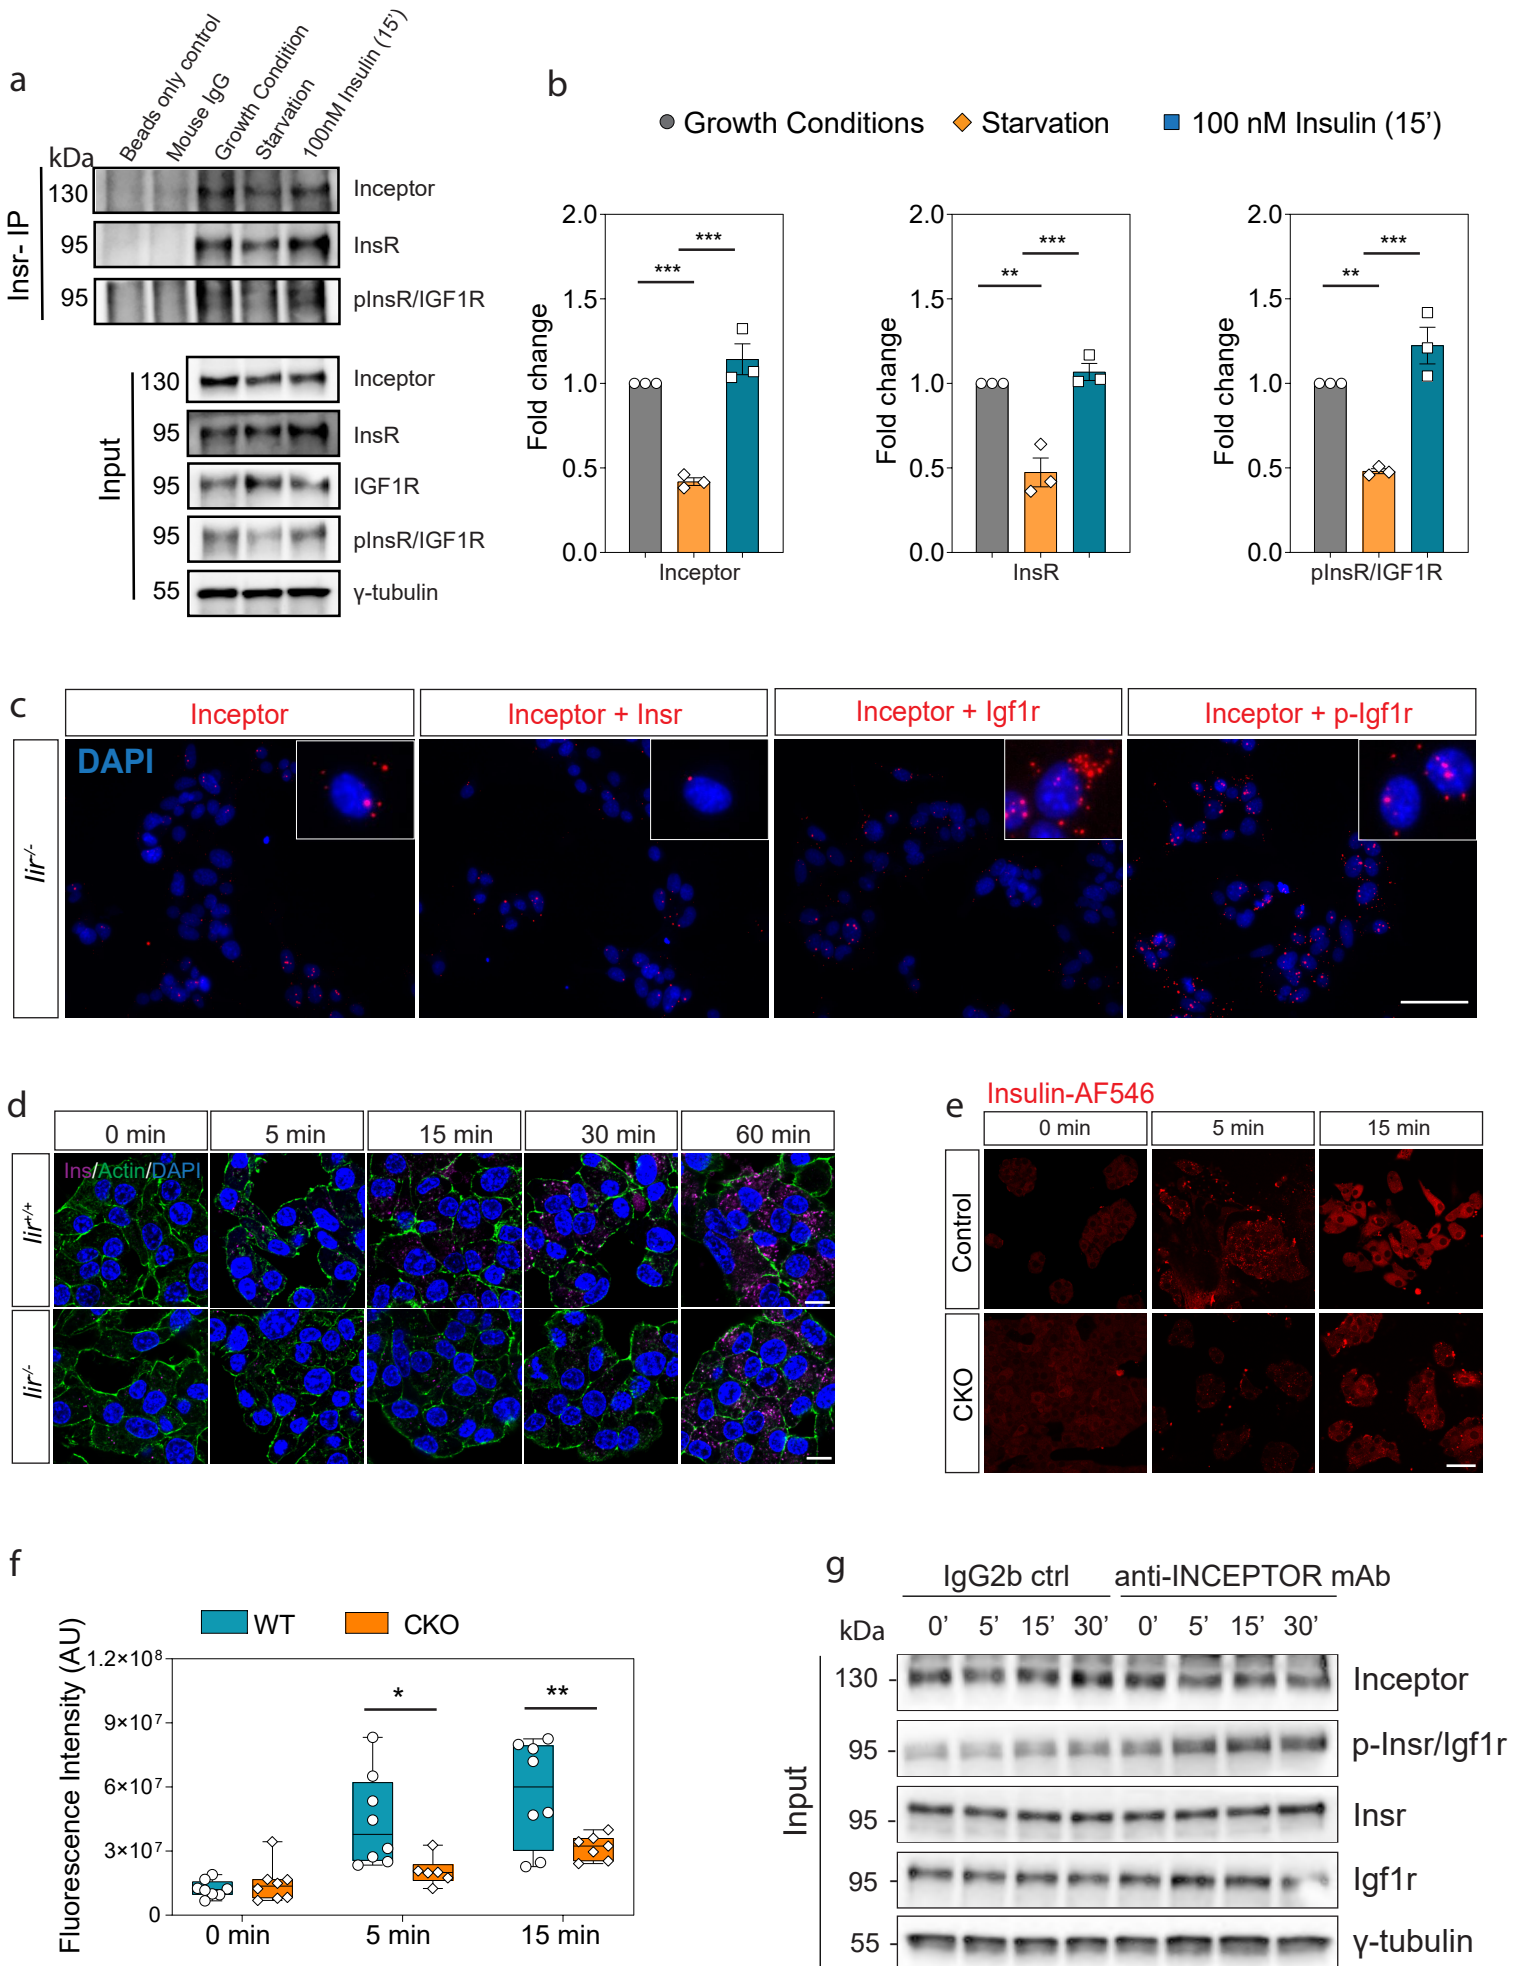 a
Beads only control
Mouse IgG
Growth Condition
Starvation
100nM Insulin (15')
kDa
Insr- IP
130 Inceptor
95 InsR
95 pInsR/IGF1R
Input
130 Inceptor
95 InsR
95 IGF1R
95 pInsR/IGF1R
55 γ-tubulin
b
Growth Conditions Starvation 100 nM Insulin (15')
Fold change
2.0
1.5
1.0
0.5
0.0
***
***
Inceptor
Fold change
2.0
1.5
1.0
0.5
0.0
***
**
InsR
Fold change
2.0
1.5
1.0
0.5
0.0
***
**
pInsR/IGF1R
c
Inceptor Inceptor + Insr Inceptor + Igf1r Inceptor + p-Igf1r
Iir-/-
DAPI
d
0 min 5 min 15 min 30 min 60 min
Iir+/+
Ins/Actin/DAPI
Iir-/-
e
Insulin-AF546
0 min 5 min 15 min
Control
CKO
f
WT CKO
Fluorescence Intensity (AU)
1.2×10⁸
9×10⁷
6×10⁷
3×10⁷
0
* **
0 min 5 min 15 min
g
IgG2b ctrl anti-INCEPTOR mAb
kDa 0' 5' 15' 30' 0' 5' 15' 30'
Input
130 - Inceptor
95 - p-Insr/Igf1r
95 - Insr
95 - Igf1r
55 - γ-tubulin